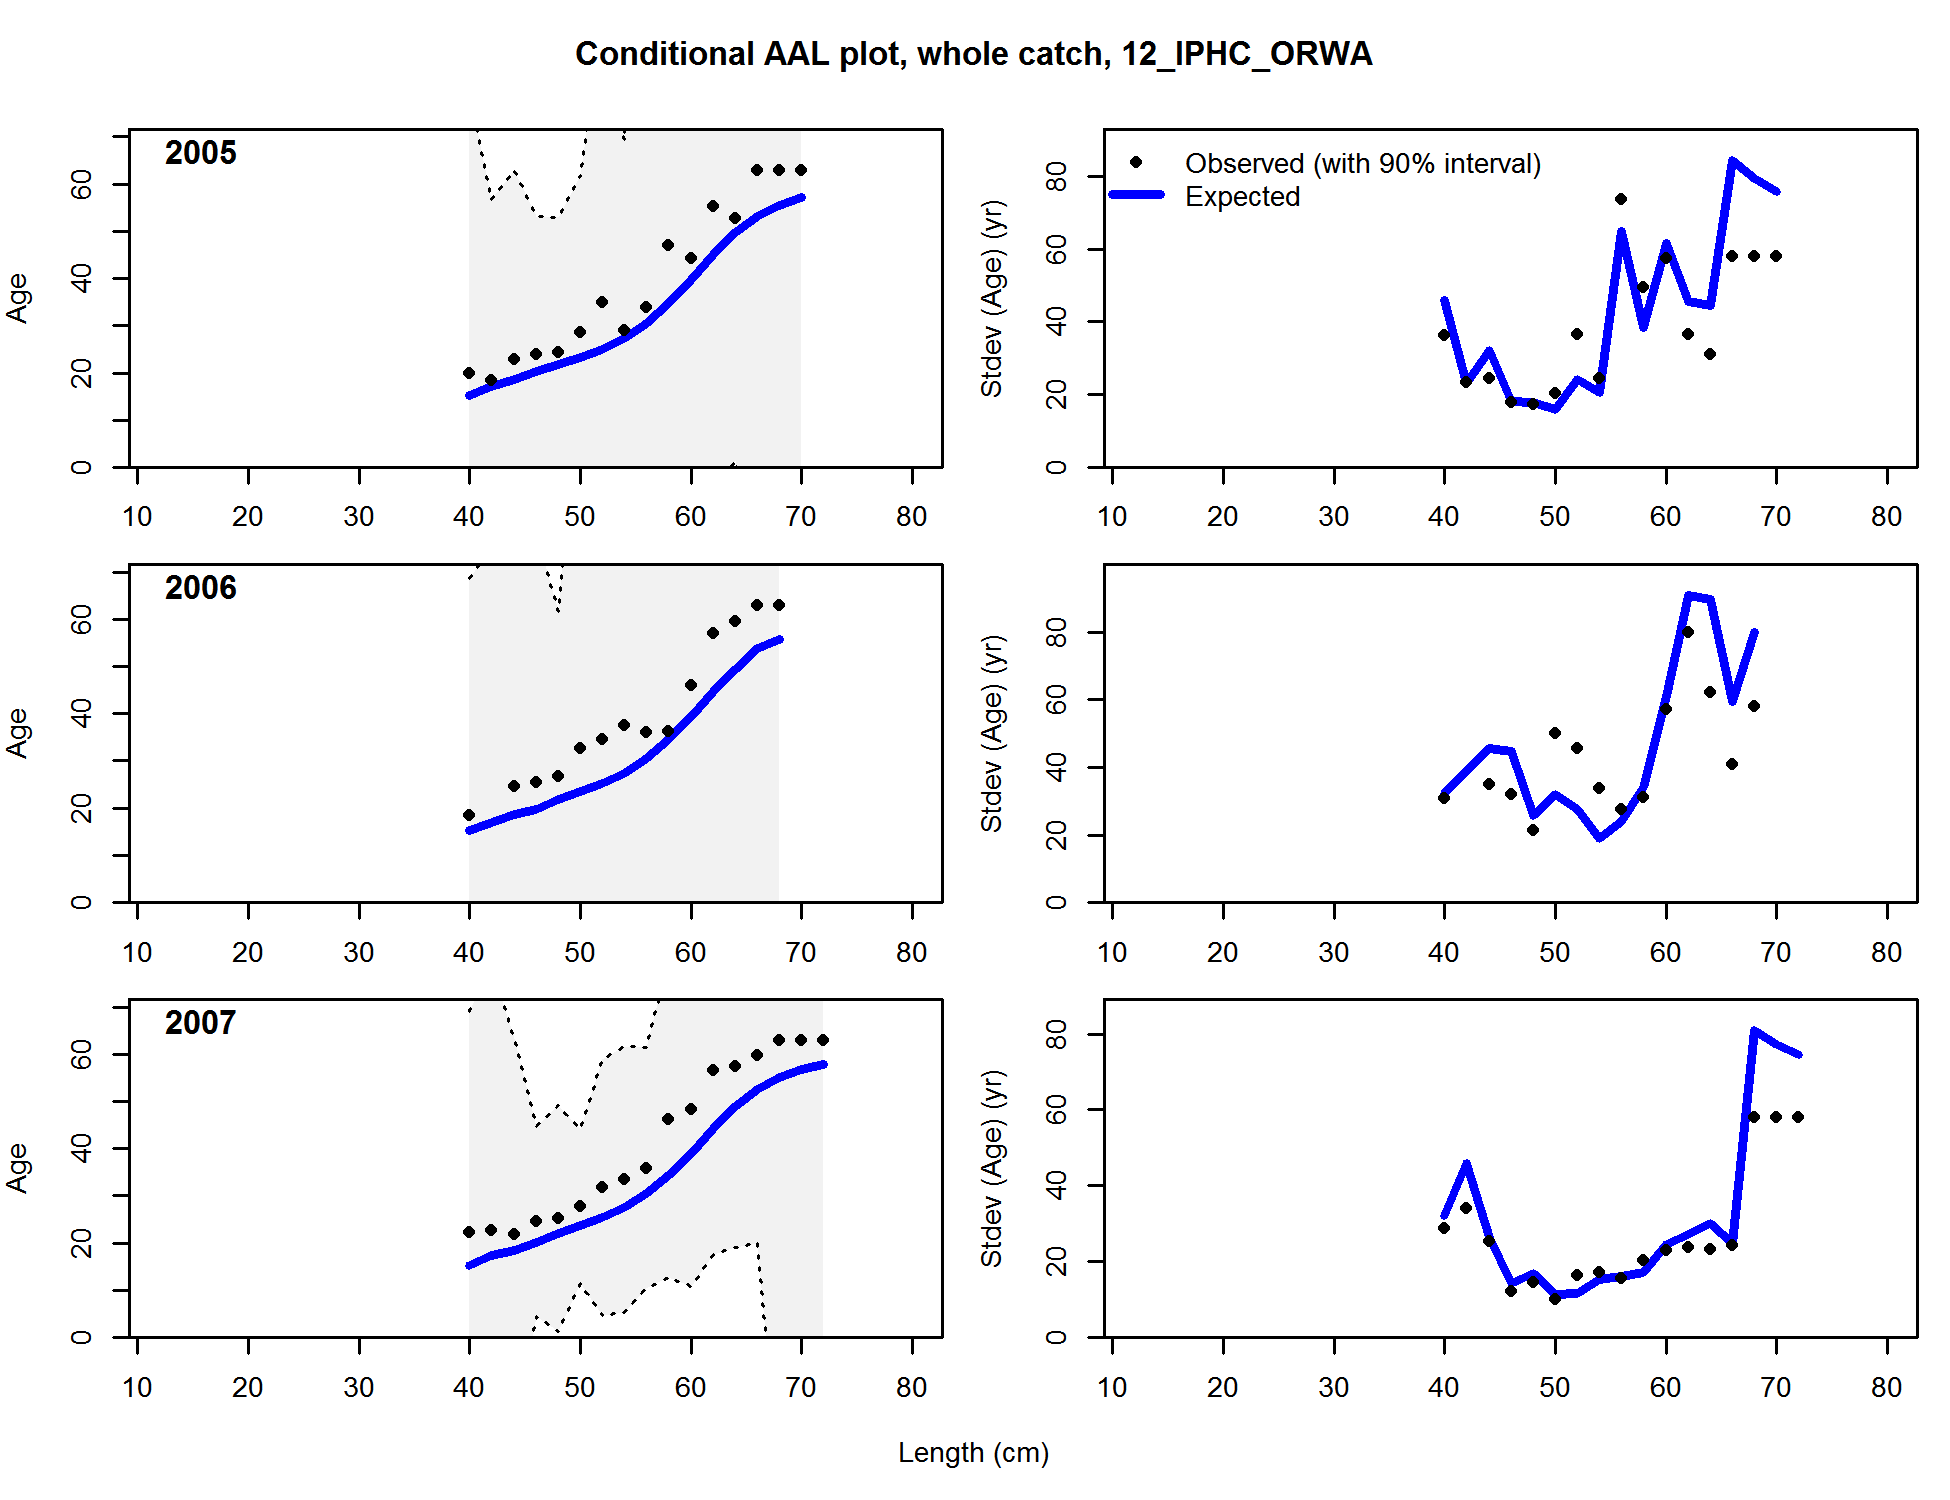 Conditional AAL plot, whole catch, 12_IPHC_ORWA
2005
Age
0 20 40 60
10 20 30 40 50 60 70 80
Observed (with 90% interval)
Expected
Stdev (Age) (yr)
0 20 40 60 80
10 20 30 40 50 60 70 80
2006
Age
0 20 40 60
10 20 30 40 50 60 70 80
Stdev (Age) (yr)
0 20 40 60 80
10 20 30 40 50 60 70 80
2007
Age
0 20 40 60
10 20 30 40 50 60 70 80
Stdev (Age) (yr)
0 20 40 60 80
10 20 30 40 50 60 70 80
Length (cm)